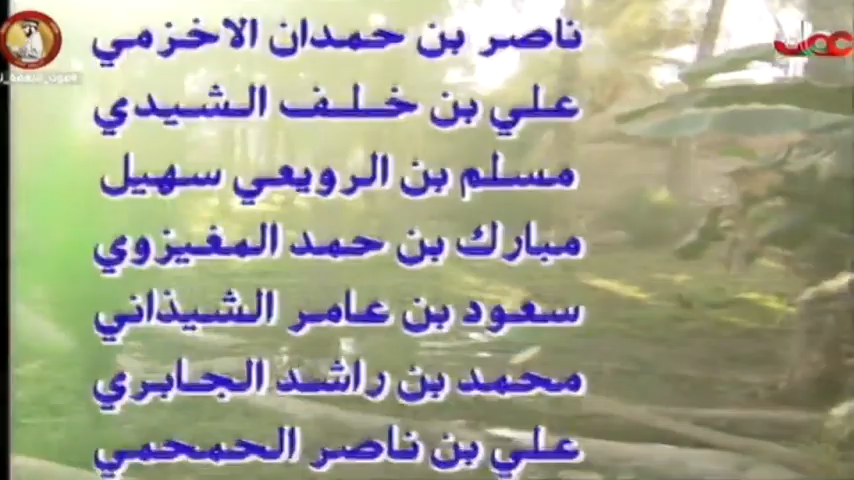 ناصر بن حمدان الاخزمي
علي بن خلف الشيدي
مسلم بن الرويعي سهيل
مبارك بن حمد المغيزوي
سعود بن عامر الشيذاني
محمد بن راشد الجابري
علي بن ناصر الحمحمي
عمان